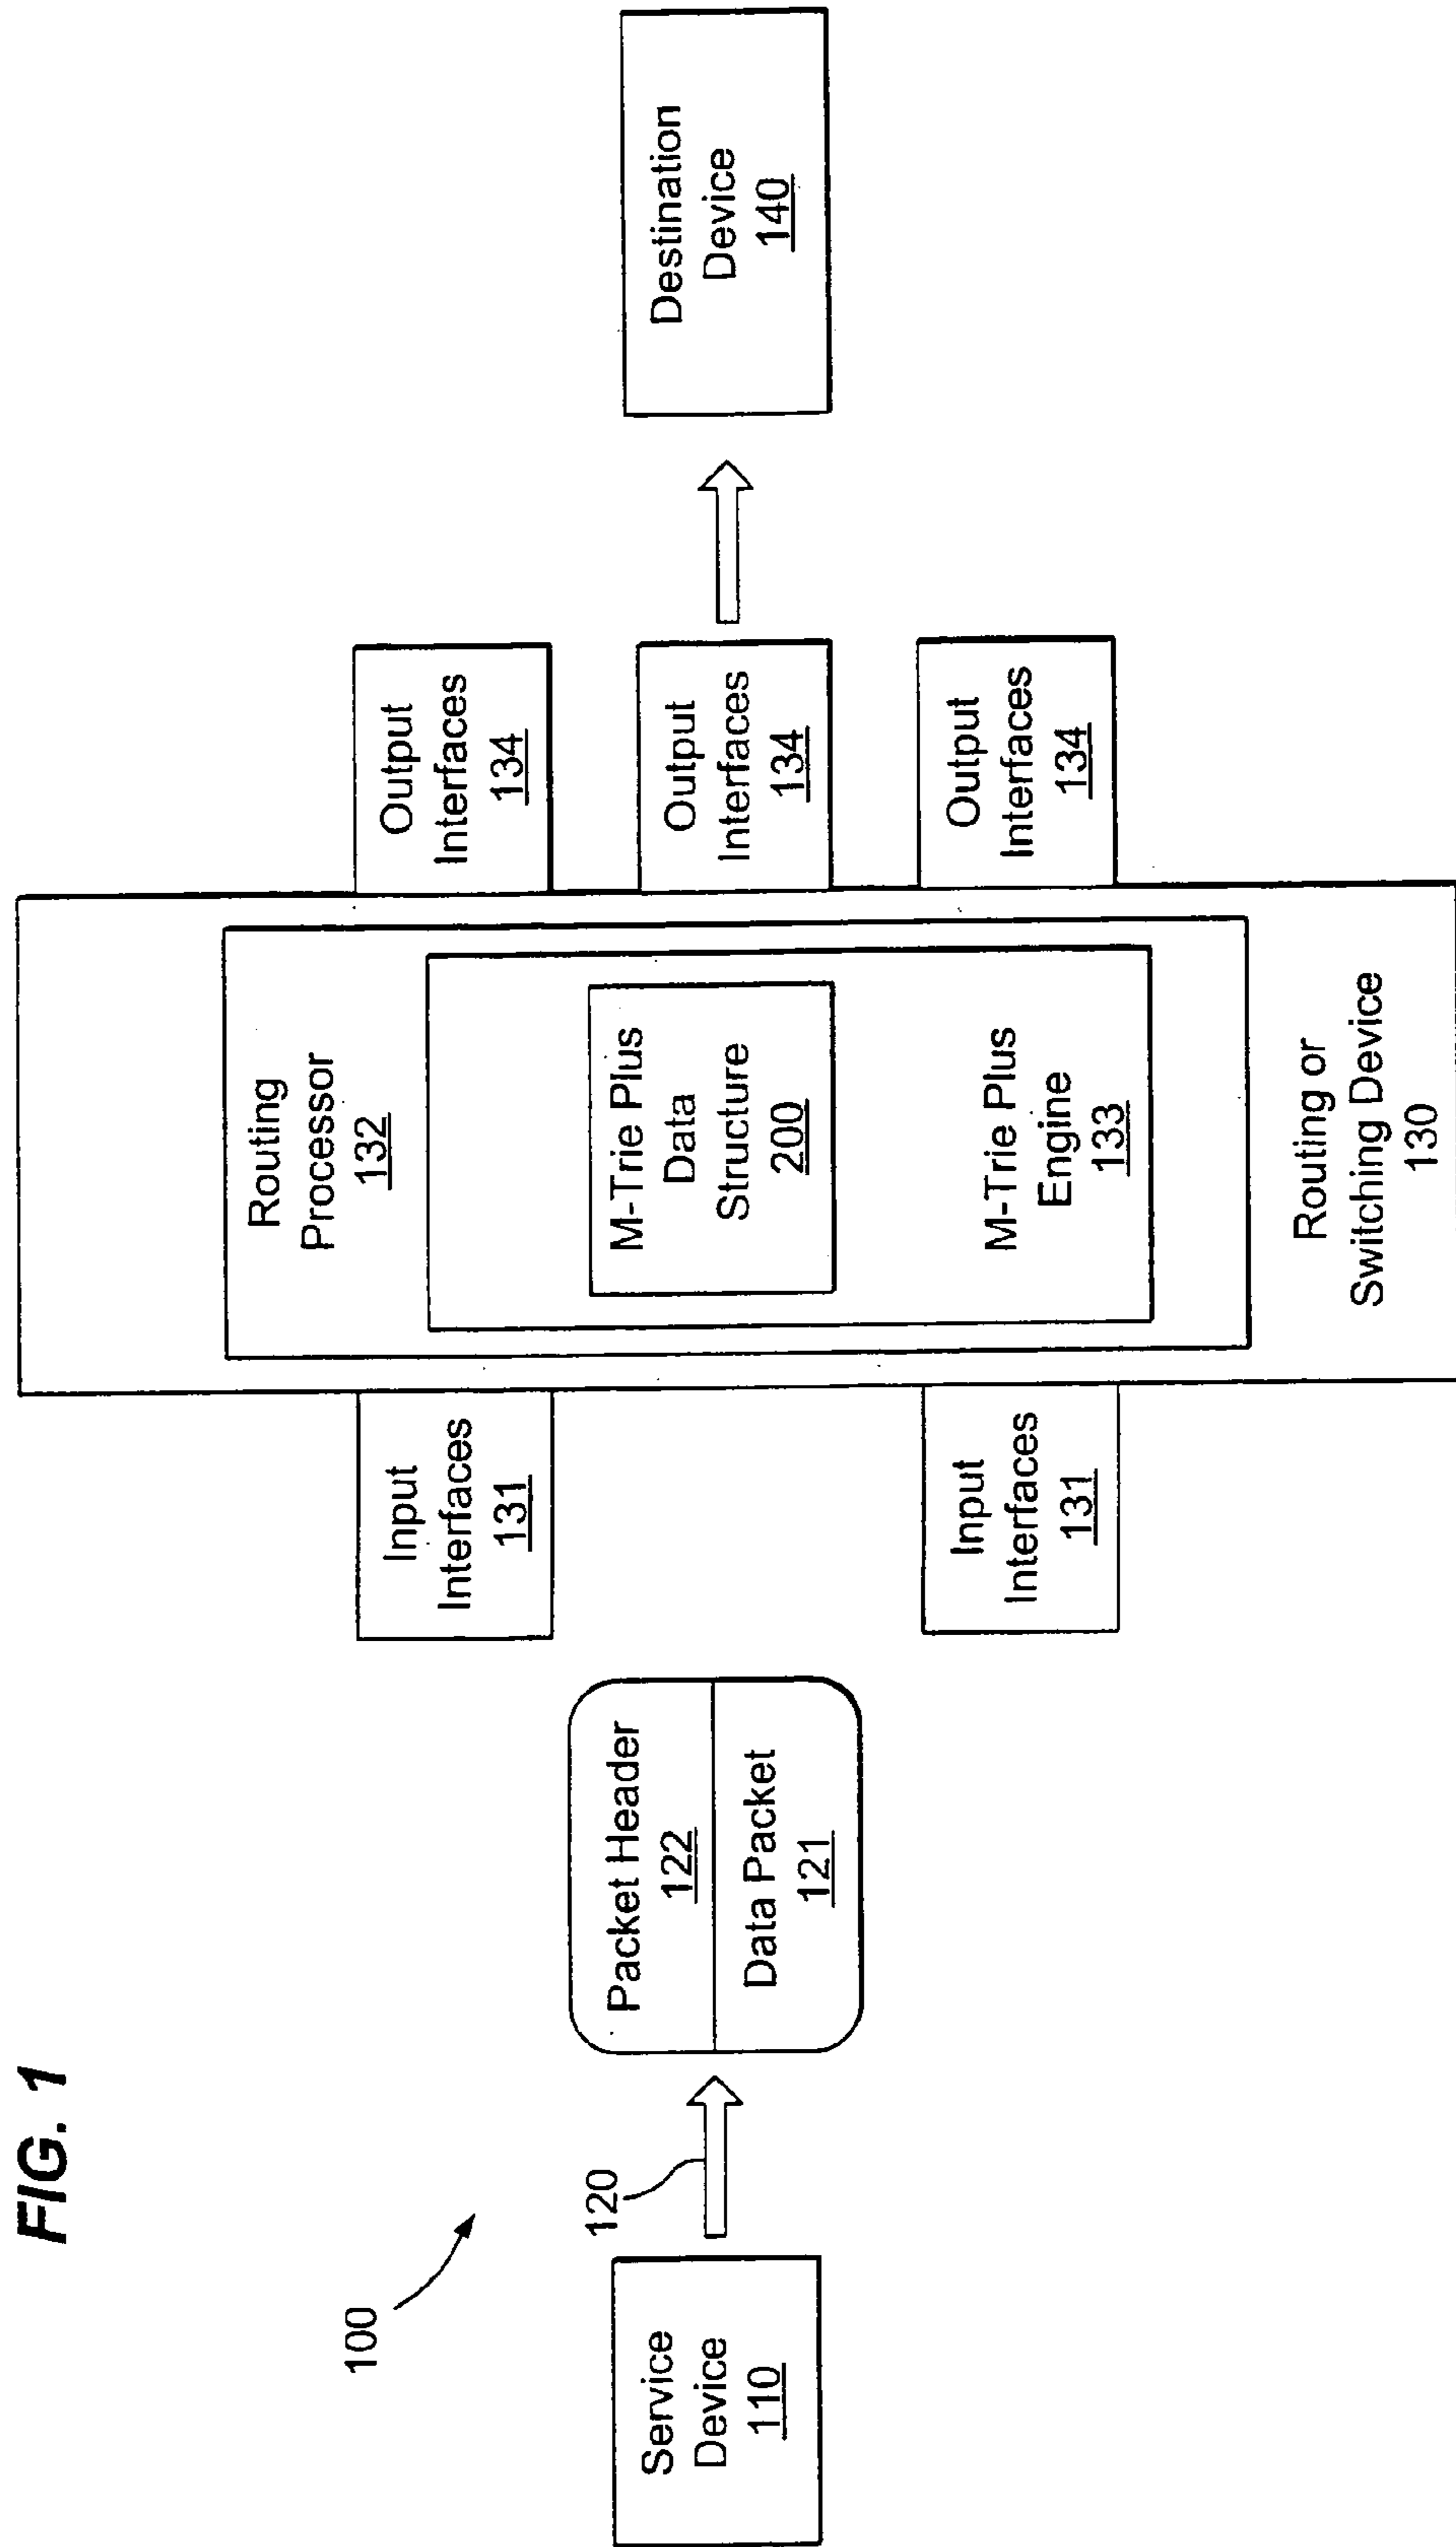 FIG. 1
100
Service
Device
110
120
Packet Header
122
Data Packet
121
Input
Interfaces
131
Input
Interfaces
131
Routing
Processor
132
M-Trie Plus
Data
Structure
200
M-Trie Plus
Engine
133
Routing or
Switching Device
130
Output
Interfaces
134
Output
Interfaces
134
Output
Interfaces
134
Destination
Device
140